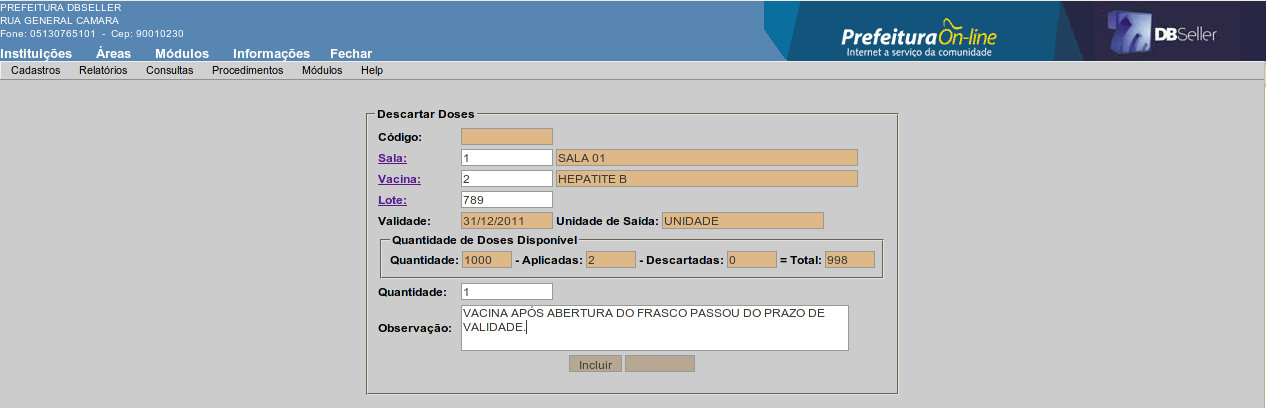 PREFEITURA DBSELLER
RUA GENERAL CAMARA
Fone: 05130765101 - Cep: 90010230
PrefeituraOn-line
Internet a serviço da comunidade
DBSeller
Instituições Áreas Módulos Informações Fechar
Cadastros Relatórios Consultas Procedimentos Módulos Help
Descartar Doses
Código:
Sala: 1 SALA 01
Vacina: 2 HEPATITE B
Lote: 789
Validade: 31/12/2011 Unidade de Saída: UNIDADE
Quantidade de Doses Disponível
Quantidade: 1000 - Aplicadas: 2 - Descartadas: 0 = Total: 998
Quantidade: 1
Observação: VACINA APÓS ABERTURA DO FRASCO PASSOU DO PRAZO DE
VALIDADE.
Incluir